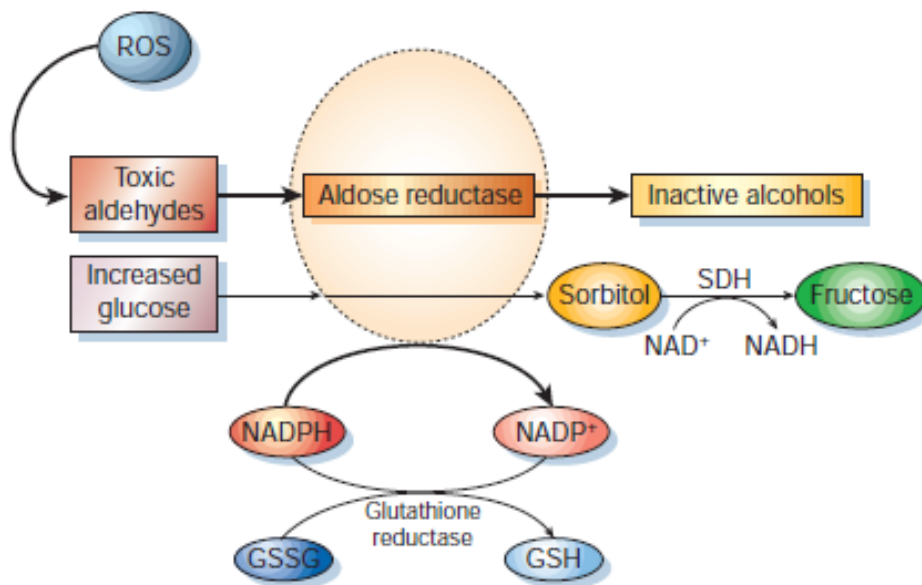 ROS
Toxic
aldehydes
Aldose reductase
Inactive alcohols
Increased
glucose
Sorbitol
SDH
Fructose
NAD⁺
NADH
NADPH
NADP⁺
Glutathione
reductase
GSSG
GSH